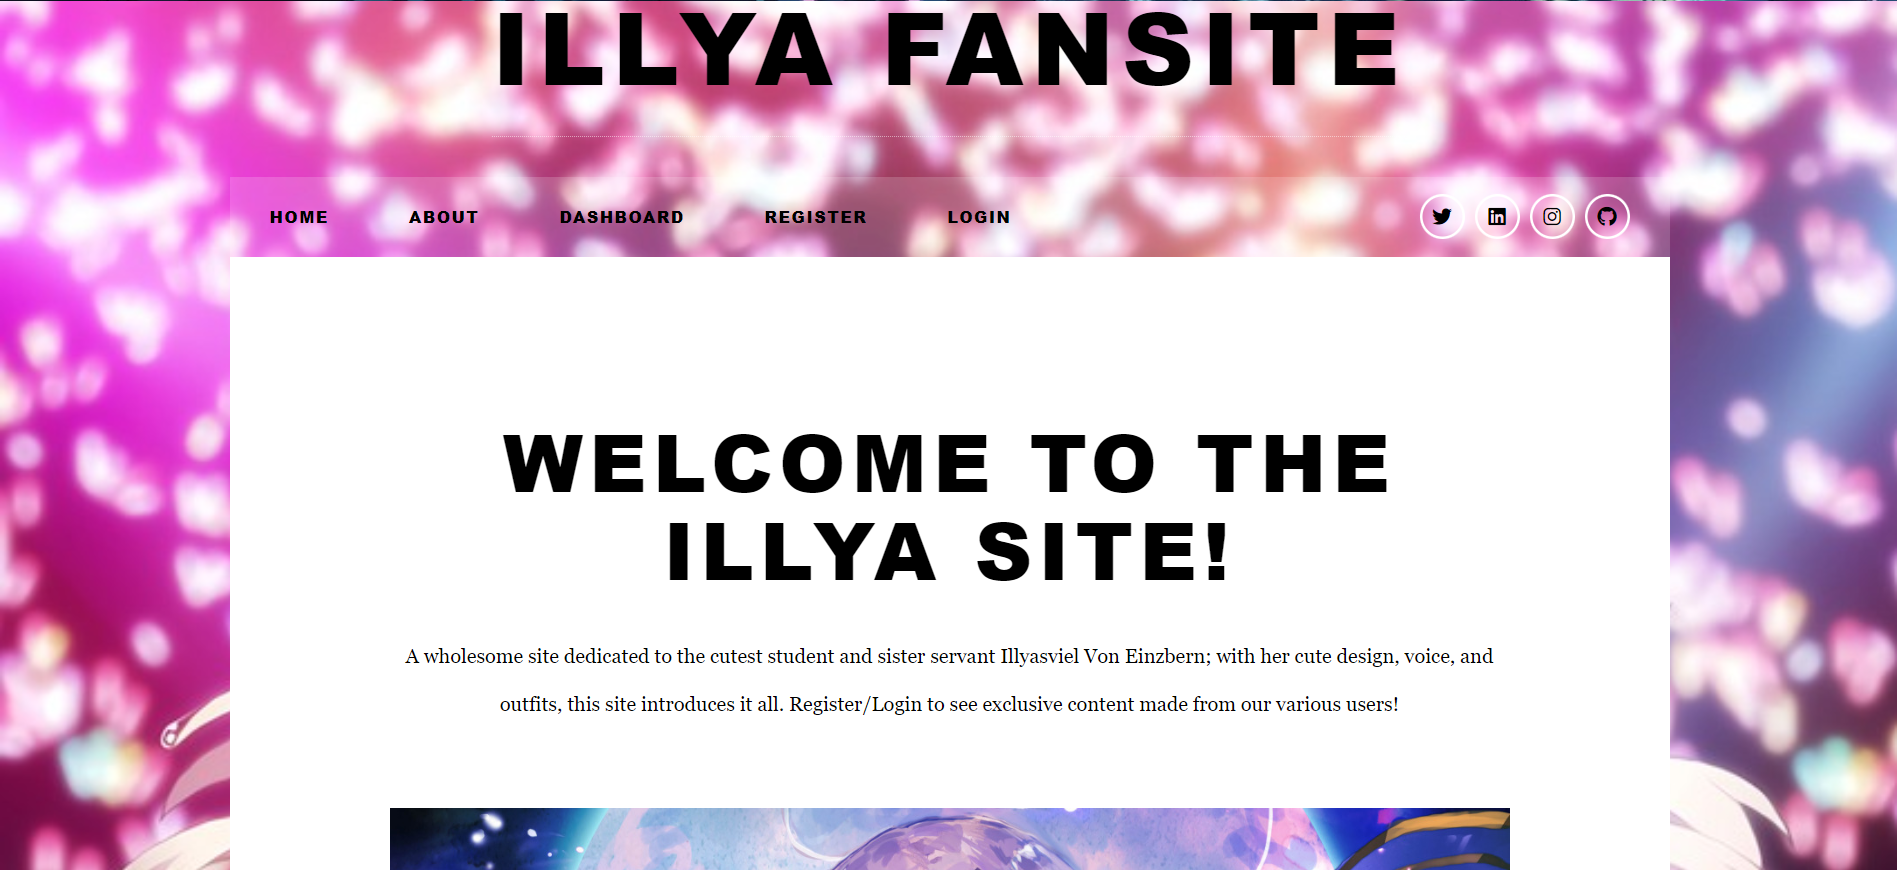 ILLYA FANSITE
HOME ABOUT DASHBOARD REGISTER LOGIN
WELCOME TO THE
ILLYA SITE!
A wholesome site dedicated to the cutest student and sister servant Illyasviel Von Einzbern; with her cute design, voice, and
outfits, this site introduces it all. Register/Login to see exclusive content made from our various users!